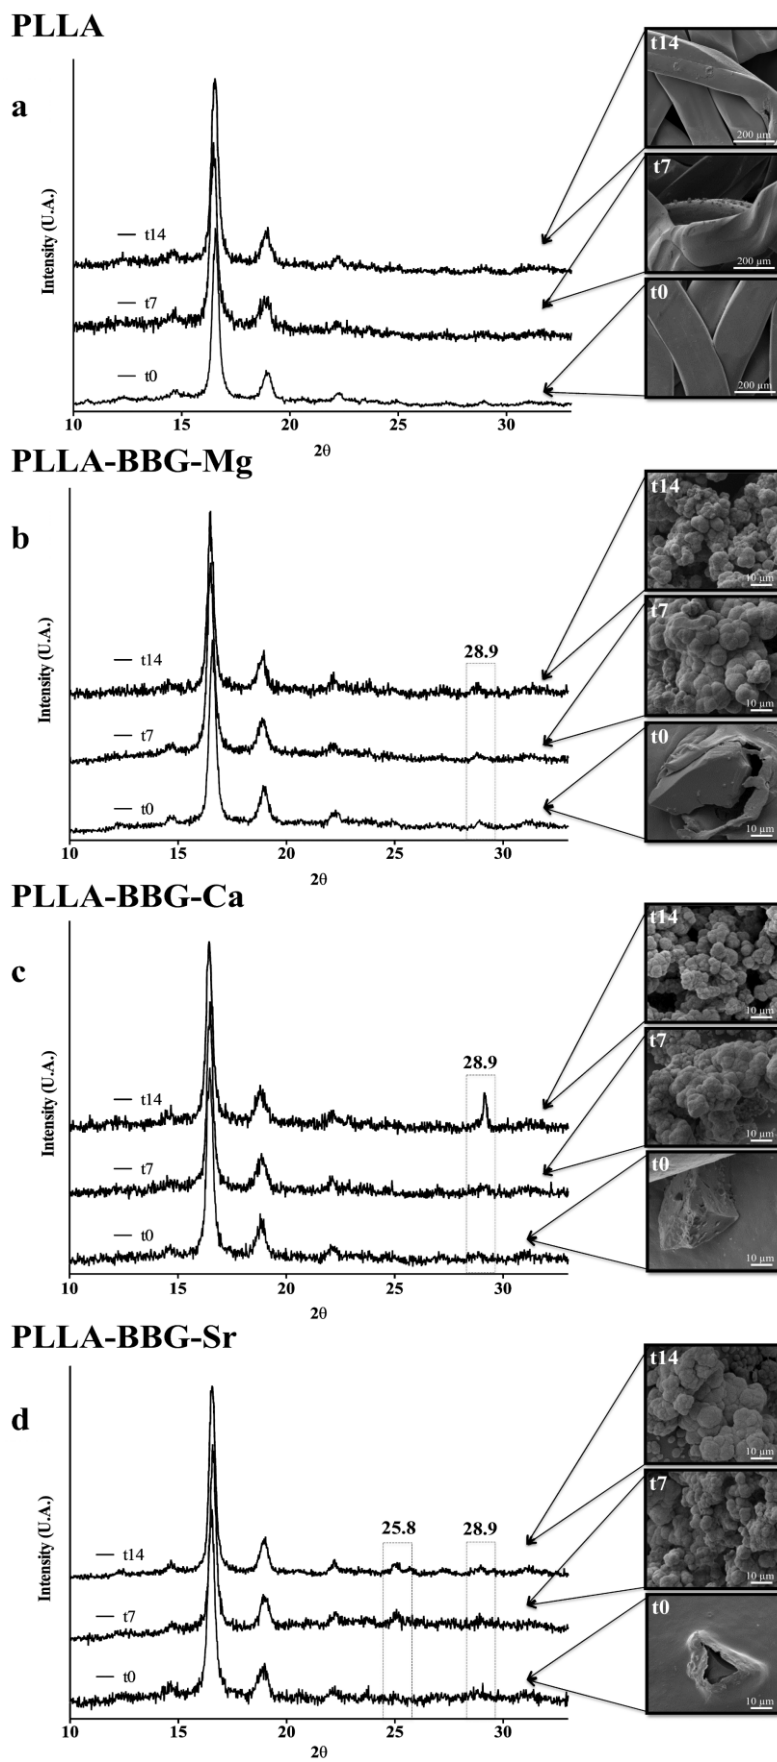 PLLA
a
Intensity (U.A.)
t14
t7
t0
10 15 20 25 30
2θ
t14
200 µm
t7
200 µm
t0
200 µm
PLLA-BBG-Mg
b
Intensity (U.A.)
28.9
t14
t7
t0
10 15 20 25 30
2θ
t14
10 µm
t7
10 µm
t0
10 µm
PLLA-BBG-Ca
c
Intensity (U.A.)
28.9
t14
t7
t0
10 15 20 25 30
2θ
t14
10 µm
t7
10 µm
t0
10 µm
PLLA-BBG-Sr
d
Intensity (U.A.)
25.8 28.9
t14
t7
t0
10 15 20 25 30
2θ
t14
10 µm
t7
10 µm
t0
10 µm